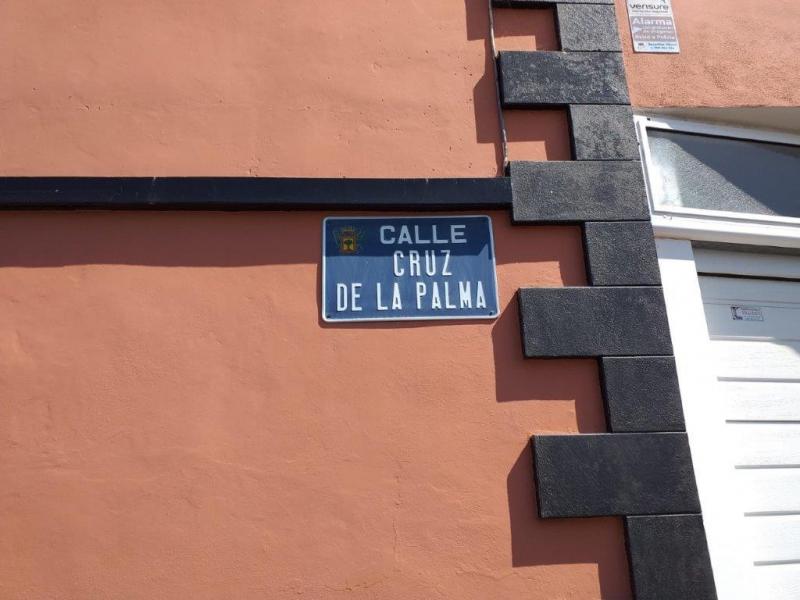 verisure
Alarma
CALLE
CRUZ
DE LA PALMA